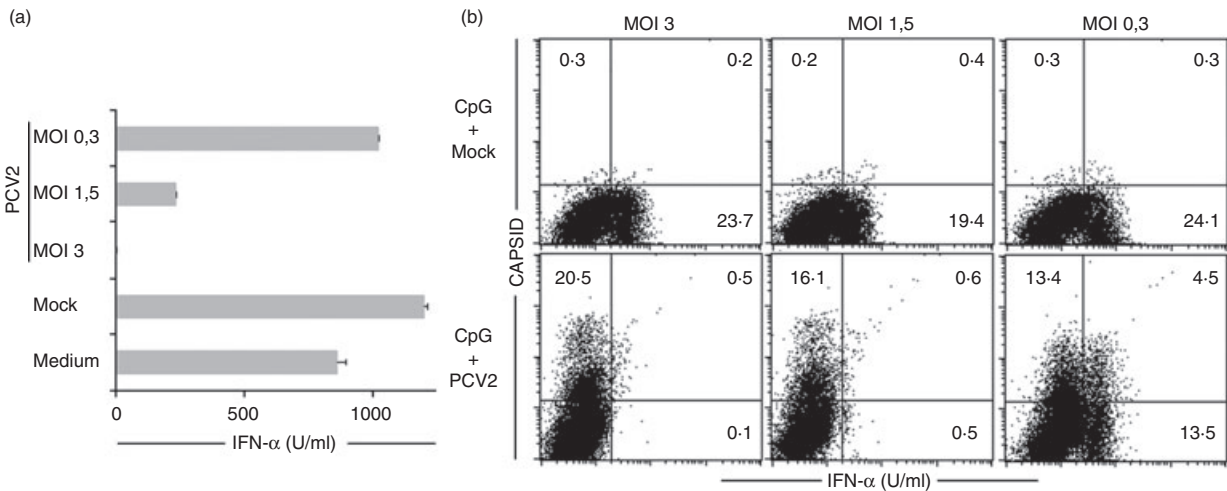 (a)
PCV2
MOI 0,3
MOI 1,5
MOI 3
Mock
Medium
0
500
1000
IFN-α (U/ml)
(b)
MOI 3
MOI 1,5
MOI 0,3
CAPSID
CpG
+
Mock
0·3
0·2
23·7
0·2
0·4
19·4
0·3
0·3
24·1
CpG
+
PCV2
20·5
0·5
0·1
16·1
0·6
0·5
13·4
4·5
13·5
IFN-α (U/ml)